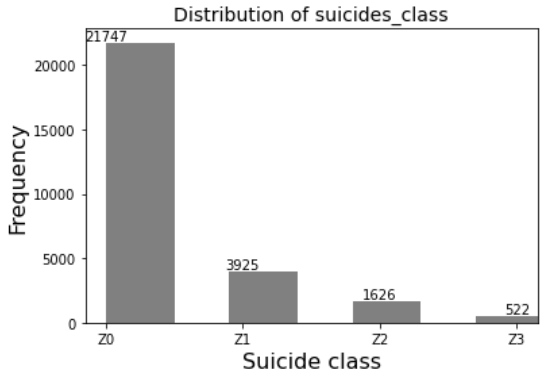 Distribution of suicides_class
21747
20000
15000
10000
5000
0
3925
1626
522
Z0 Z1 Z2 Z3
Frequency
Suicide class